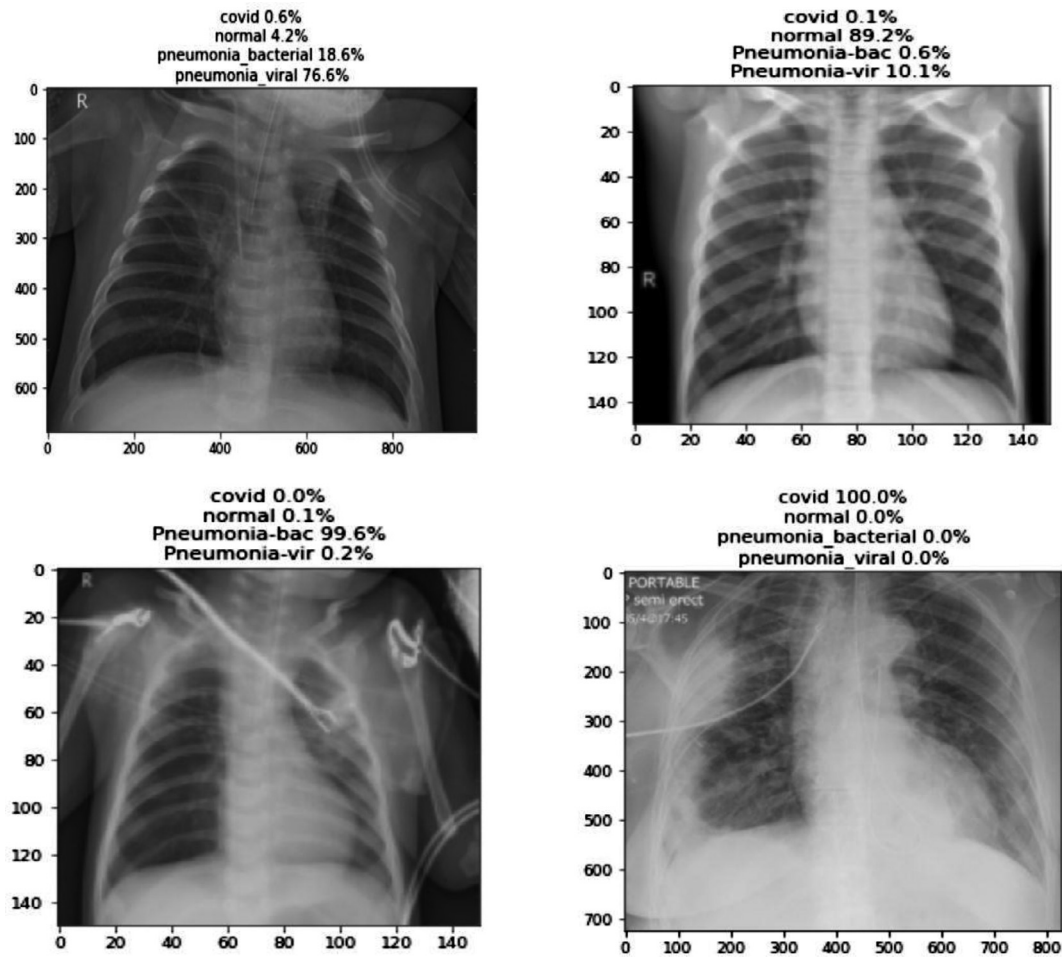 covid 0.6%
normal 4.2%
pneumonia_bacterial 18.6%
pneumonia_viral 76.6%
R
0
100
200
300
400
500
600
0
200
400
600
800
covid 0.1%
normal 89.2%
Pneumonia-bac 0.6%
Pneumonia-vir 10.1%
R
0
20
40
60
80
100
120
140
0
20
40
60
80
100
120
140
covid 0.0%
normal 0.1%
Pneumonia-bac 99.6%
Pneumonia-vir 0.2%
R
0
20
40
60
80
100
120
140
0
20
40
60
80
100
120
140
covid 100.0%
normal 0.0%
pneumonia_bacterial 0.0%
pneumonia_viral 0.0%
PORTABLE
semi erect
17:45
0
100
200
300
400
500
600
700
0
100
200
300
400
500
600
700
800